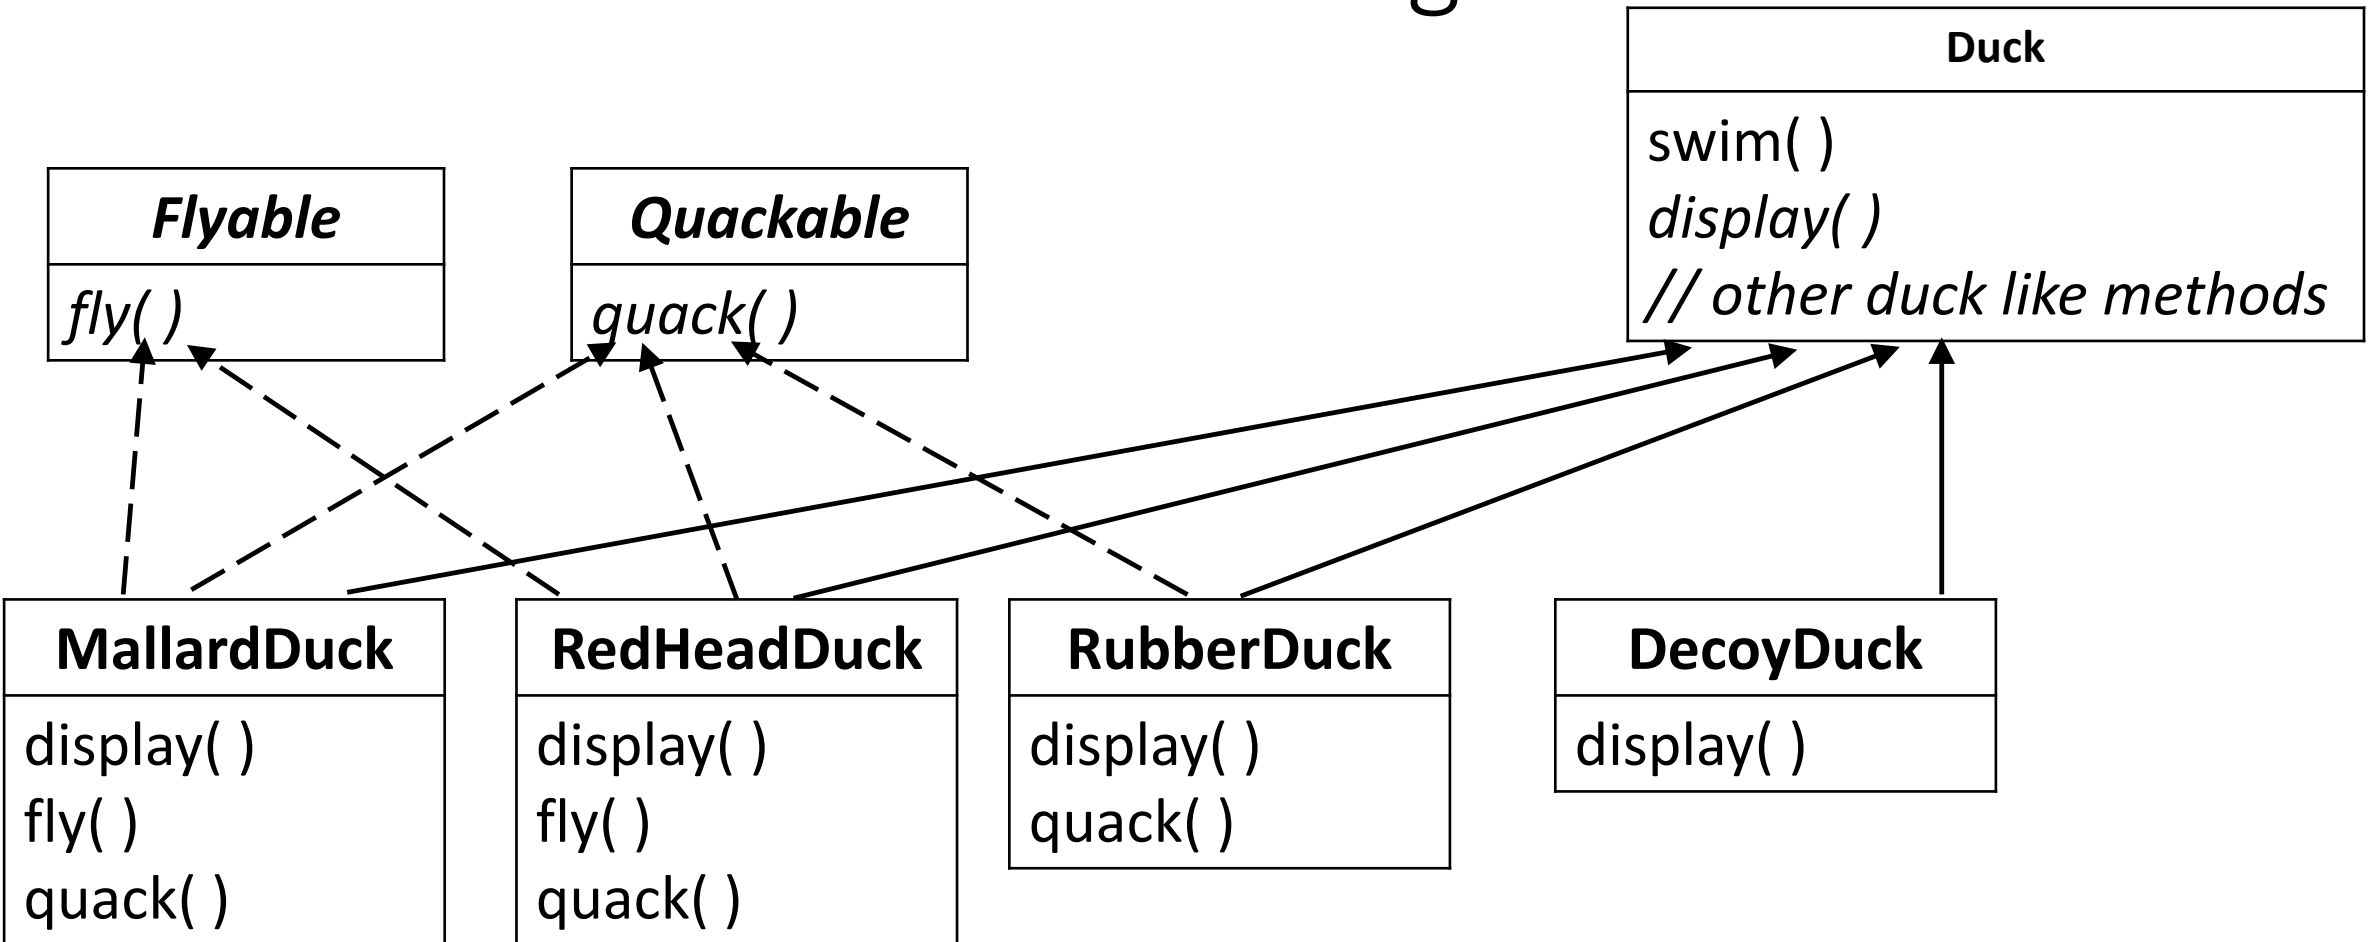 g
Duck
swim( )
display( )
// other duck like methods
Flyable
fly( )
Quackable
quack( )
MallardDuck
display( )
fly( )
quack( )
RedHeadDuck
display( )
fly( )
quack( )
RubberDuck
display( )
quack( )
DecoyDuck
display( )